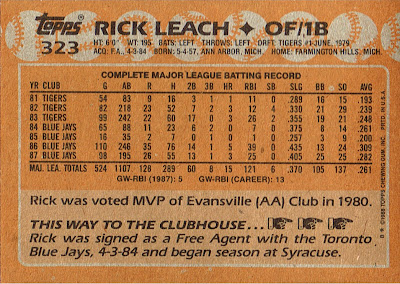 Topps
323
RICK LEACH ✦ OF/1B
HT: 6'0" WT: 195 BATS: LEFT THROWS: LEFT DRFT: TIGERS #1-JUNE, 1979
ACQ: F.A., 4-3-84 BORN: 5-4-57, ANN ARBOR, MICH. HOME: FARMINGTON HILLS, MICH.
COMPLETE MAJOR LEAGUE BATTING RECORD
YR CLUB G AB R H 2B 3B HR RBI SB SLG BB SO AVG
81 TIGERS 54 83 9 16 3 1 1 11 0 .289 16 15 .193
82 TIGERS 82 218 23 52 7 2 3 12 4 .330 21 29 .239
83 TIGERS 99 242 22 60 17 0 3 26 2 .355 19 21 .248
84 BLUE JAYS 65 88 11 23 6 2 0 7 0 .375 8 14 .261
85 BLUE JAYS 16 35 2 7 0 1 0 1 0 .257 3 9 .200
86 BLUE JAYS 110 246 35 76 14 1 5 39 0 .435 13 24 .309
87 BLUE JAYS 98 195 26 55 13 1 3 25 0 .405 25 25 .282
MAJ. LEA. TOTALS 524 1107 128 289 60 8 15 121 6 .370 105 137 .261
GW-RBI (1987): 5 GW-RBI (CAREER): 13
Rick was voted MVP of Evansville (AA) Club in 1980.
THIS WAY TO THE CLUBHOUSE...
Rick was signed as a Free Agent with the Toronto
Blue Jays, 4-3-84 and began season at Syracuse.
B * ©1988 TOPPS CHEWING GUM, INC. PRTD. IN U.S.A.